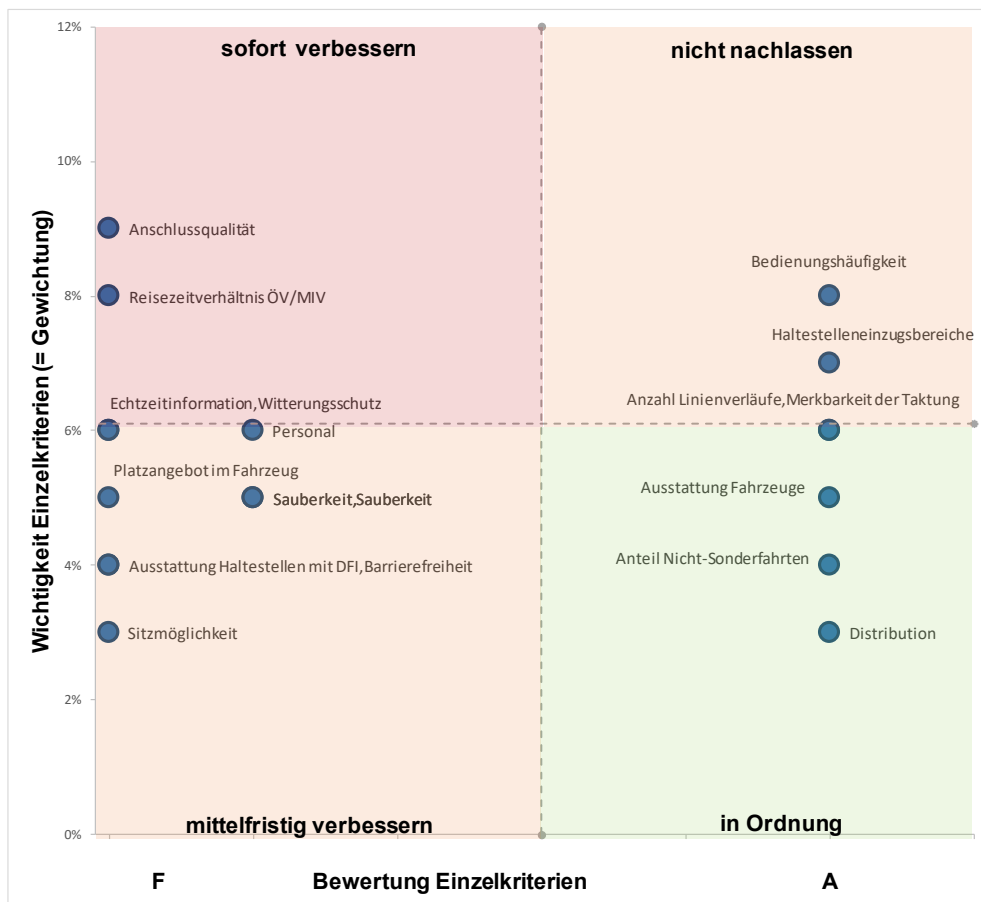 12%
sofort verbessern
nicht nachlassen
10%
Anschlussqualität
Bedienungshäufigkeit
8%
Reisezeitverhältnis ÖV/MIV
Haltestelleneinzugsbereiche
Echtzeitinformation,Witterungsschutz
Anzahl Linienverläufe,Merkbarkeit der Taktung
6%
Personal
Platzangebot im Fahrzeug
Sauberkeit,Sauberkeit
Ausstattung Fahrzeuge
4%
Ausstattung Haltestellen mit DFI,Barrierefreiheit
Anteil Nicht-Sonderfahrten
Sitzmöglichkeit
Distribution
2%
0%
mittelfristig verbessern
in Ordnung
Wichtigkeit Einzelkriterien (= Gewichtung)
F
Bewertung Einzelkriterien
A